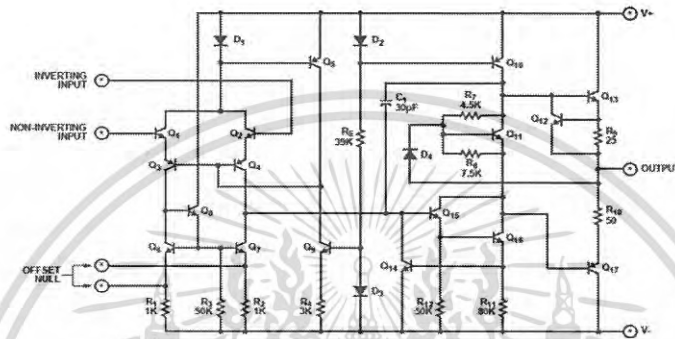 V+
D1
D2
Q5
Q10
INVERTING
INPUT
C1
30pF
R7
4.5K
Q13
Q12
NON-INVERTING
INPUT
Q1
Q2
R5
39K
Q11
R9
25
D4
R8
7.5K
OUTPUT
Q3
Q4
Q8
Q15
R10
50
Q6
Q7
Q9
Q16
Q14
Q17
OFFSET
NULL
R1
1K
R3
50K
R2
1K
R4
3K
D3
R12
50K
R11
80K
V-